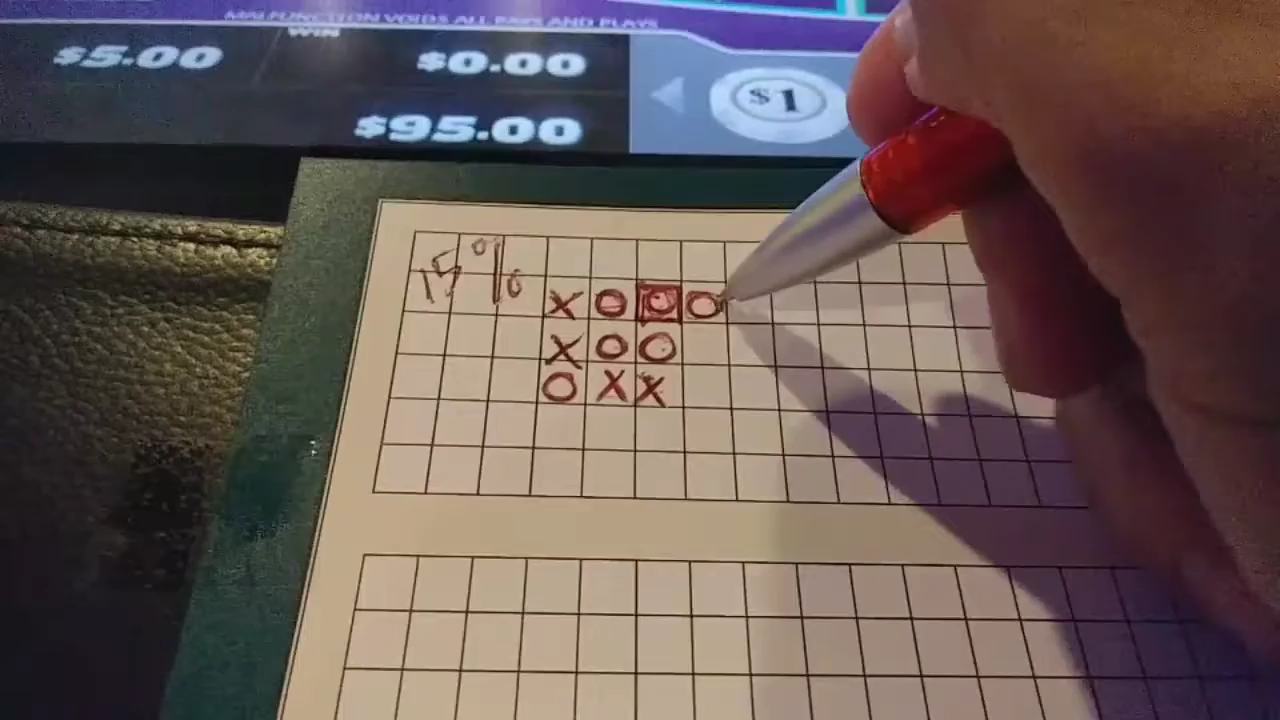 MALFUNCTION VOIDS ALL PAYS AND PLAYS
WIN
$5.00 $0.00
$95.00
$1
15%
X O O O
X O O
O X X